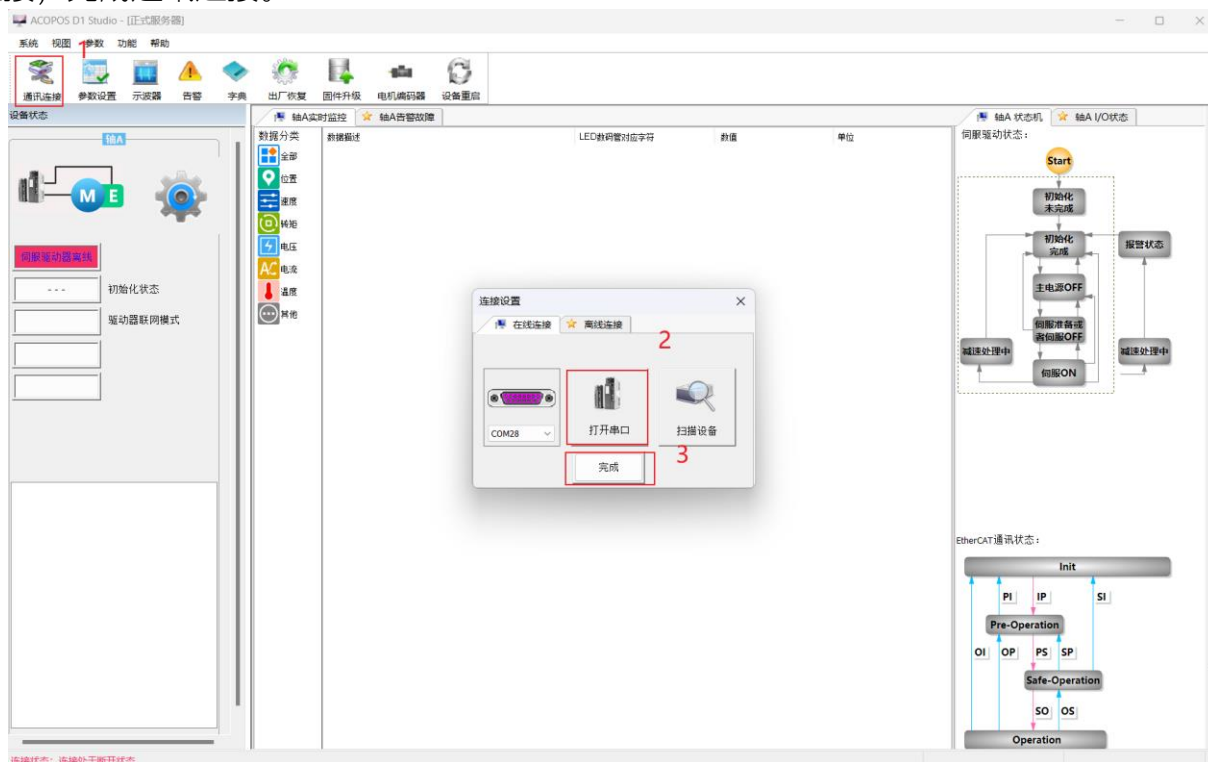 ACOPOS D1 Studio - [正式服务器]
系统 视图 参数 功能 帮助
1
通讯连接 参数设置 示波器 告警 字典 出厂恢复 固件升级 电机编码器 设备重启
设备状态
轴A
M E
伺服驱动器离线
--- 初始化状态
驱动器联网模式
轴A实时监控 轴A告警故障
数据分类 数据描述 LED数码管对应字符 数值 单位
全部
位置
速度
转矩
电压
AC 电流
温度
其他
连接设置
在线连接 离线连接
2
COM28 打开串口 扫描设备
3
完成
轴A 状态机 轴A I/O状态
伺服驱动状态：
Start
初始化
未完成
初始化
完成
报警状态
主电源OFF
伺服准备或
者伺服OFF
减速处理中 减速处理中
伺服ON
EtherCAT通讯状态：
Init
PI IP SI
Pre-Operation
OI OP PS SP
Safe-Operation
SO OS
Operation
连接状态：连接处于断开状态